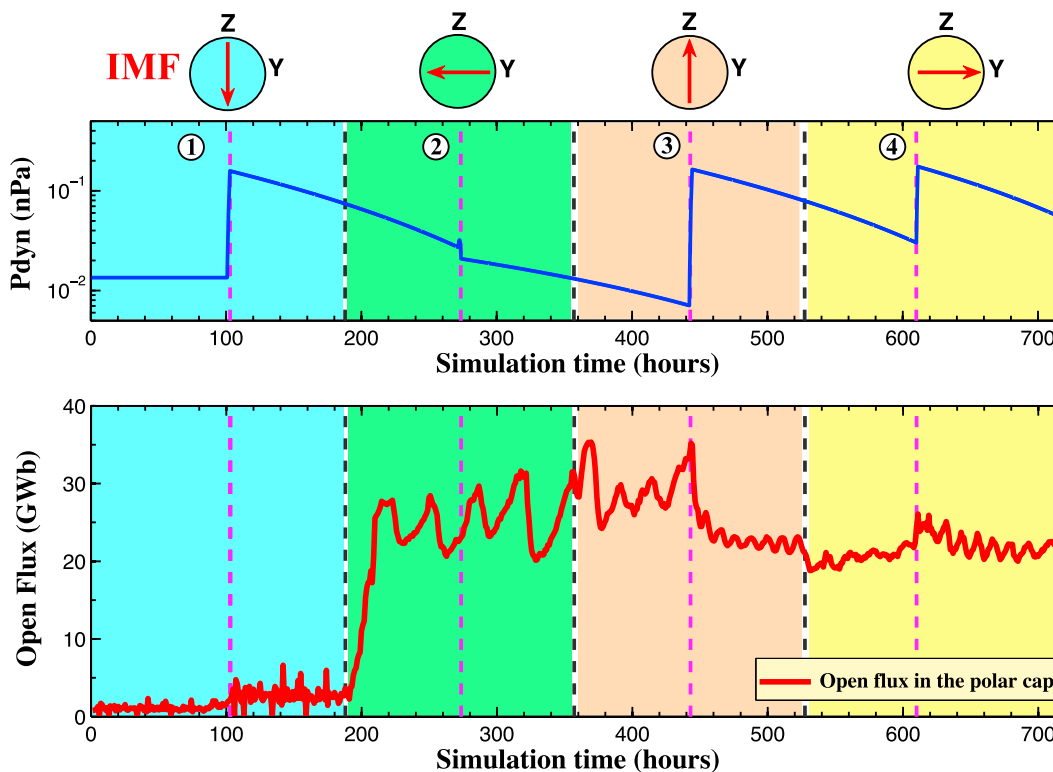 Z Z Z Z
IMF Y Y Y Y
1 2 3 4
Pdyn (nPa)
10⁻¹
10⁻²
0 100 200 300 400 500 600 700
Simulation time (hours)
Open Flux (GWb)
40
30
20
10
0
Open flux in the polar cap
0 100 200 300 400 500 600 700
Simulation time (hours)